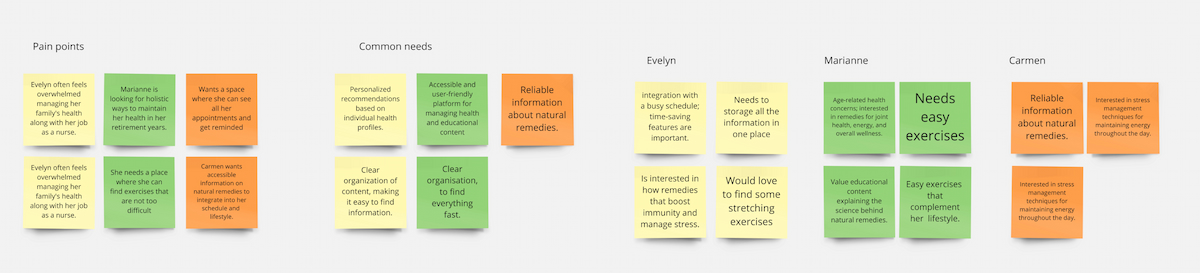 Pain points
Evelyn often feels
overwhelmed
managing her
family's health
along with her job
as a nurse.
Marianne is
looking for holistic
ways to maintain
her health in her
retirement years.
Wants a space
where she can see
all her
appointments and
get reminded
Evelyn often feels
overwhelmed
managing her
family's health
along with her job
as a nurse.
She needs a place
where she can
find exercises that
are not too
difficult
Carmen wants
accessible
information on
natural remedies to
integrate into her
schedule and
lifestyle.
Common needs
Personalized
recommendations
based on
individual health
profiles.
Accessible and
user-friendly
platform for
managing health
and educational
content
Reliable
information
about natural
remedies.
Clear
organization of
content, making
it easy to find
information.
Clear
organisation,
to find
everything
fast.
Evelyn
integration with
a busy schedule;
time-saving
features are
important.
Needs to
storage all the
information in
one place
Is interested in
how remedies
that boost
immunity and
manage stress.
Would love
to find some
stretching
exercises
Marianne
Age-related health
concerns; interested
in remedies for joint
health, energy, and
overall wellness.
Needs
easy
exercises
Value educational
content
explaining the
science behind
natural remedies.
Easy exercises
that
complement
her lifestyle.
Carmen
Reliable
information
about natural
remedies.
Interested in stress
management
techniques for
maintaining energy
throughout the day.
Interested in stress
management
techniques for
maintaining energy
throughout the day.